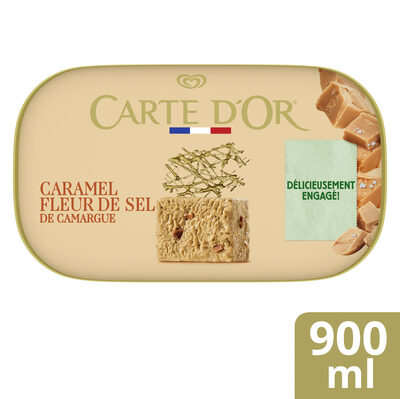 CARTE D'OR
CARAMEL
FLEUR DE SEL
DE CAMARGUE
DÉLICIEUSEMENT
ENGAGÉ!
900
ml